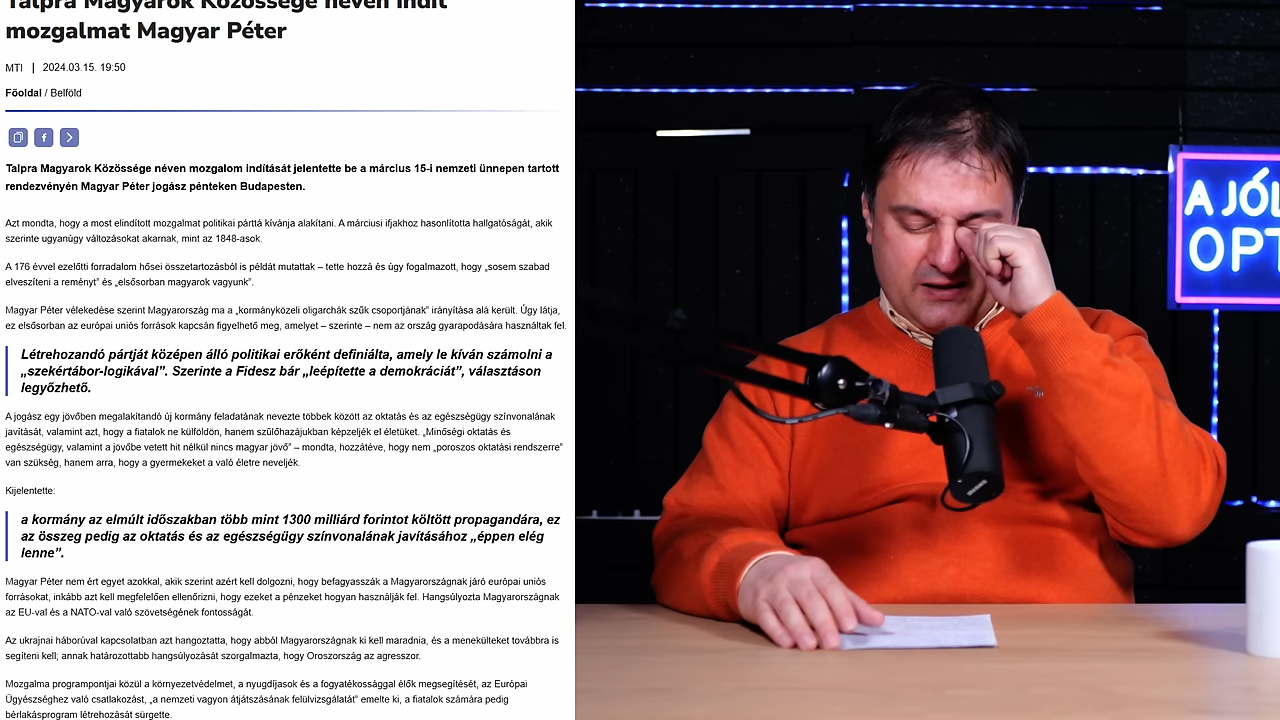 Talpra Magyarok Közössége néven indít
mozgalmat Magyar Péter
MTI | 2024.03.15. 19:50
Főoldal / Belföld
Talpra Magyarok Közössége néven mozgalom indítását jelentette be a március 15-i nemzeti ünnepen tartott
rendezvényén Magyar Péter jogász pénteken Budapesten.
Azt mondta, hogy a most elindított mozgalmat politikai párttá kívánja alakítani. A márciusi ifjakhoz hasonlította hallgatóságát, akik
szerinte ugyanúgy változásokat akarnak, mint az 1848-asok.
A 176 évvel ezelőtti forradalom hősei összetartozásból is példát mutattak – tette hozzá és úgy fogalmazott, hogy „sosem szabad
elveszíteni a reményt” és „elsősorban magyarok vagyunk”.
Magyar Péter vélekedése szerint Magyarország ma a „kormányközeli oligarchák szűk csoportjának” irányítása alá került. Úgy látja,
ez elsősorban az európai uniós források kapcsán figyelhető meg, amelyet – szerinte – nem az ország gyarapodására használtak fel.
Létrehozandó pártját középen álló politikai erőként definiálta, amely le kíván számolni a
„szekértábor-logikával”. Szerinte a Fidesz bár „leépítette a demokráciát”, választáson
legyőzhető.
A jogász egy jövőben megalakítandó új kormány feladatának nevezte többek között az oktatás és az egészségügy színvonalának
javítását, valamint azt, hogy a fiatalok ne külföldön, hanem szülőhazájukban képzeljék el életüket. „Minőségi oktatás és
egészségügy, valamint a jövőbe vetett hit nélkül nincs magyar jövő” – mondta, hozzátéve, hogy nem „poroszos oktatási rendszerre”
van szükség, hanem arra, hogy a gyermekeket a való életre neveljék.
Kijelentette:
a kormány az elmúlt időszakban több mint 1300 milliárd forintot költött propagandára, ez
az összeg pedig az oktatás és az egészségügy színvonalának javításához „éppen elég
lenne”.
Magyar Péter nem ért egyet azokkal, akik szerint azért kell dolgozni, hogy befagyasszák a Magyarországnak járó európai uniós
forrásokat, inkább azt kell megfelelően ellenőrizni, hogy ezeket a pénzeket hogyan használják fel. Hangsúlyozta Magyarországnak
az EU-val és a NATO-val való szövetségének fontosságát.
Az ukrajnai háborúval kapcsolatban azt hangoztatta, hogy abból Magyarországnak ki kell maradnia, és a menekülteket továbbra is
segíteni kell; annak határozottabb hangsúlyozását szorgalmazta, hogy Oroszország az agresszor.
Mozgalma programpontjai közül a környezetvédelmet, a nyugdíjasok és a fogyatékossággal élők megsegítését, az Európai
Ügyészséghez való csatlakozást, „a nemzeti vagyon átjátszásának felülvizsgálatát” emelte ki, a fiatalok számára pedig
bérlakásprogram létrehozását sürgette.
A JÓL
OPT